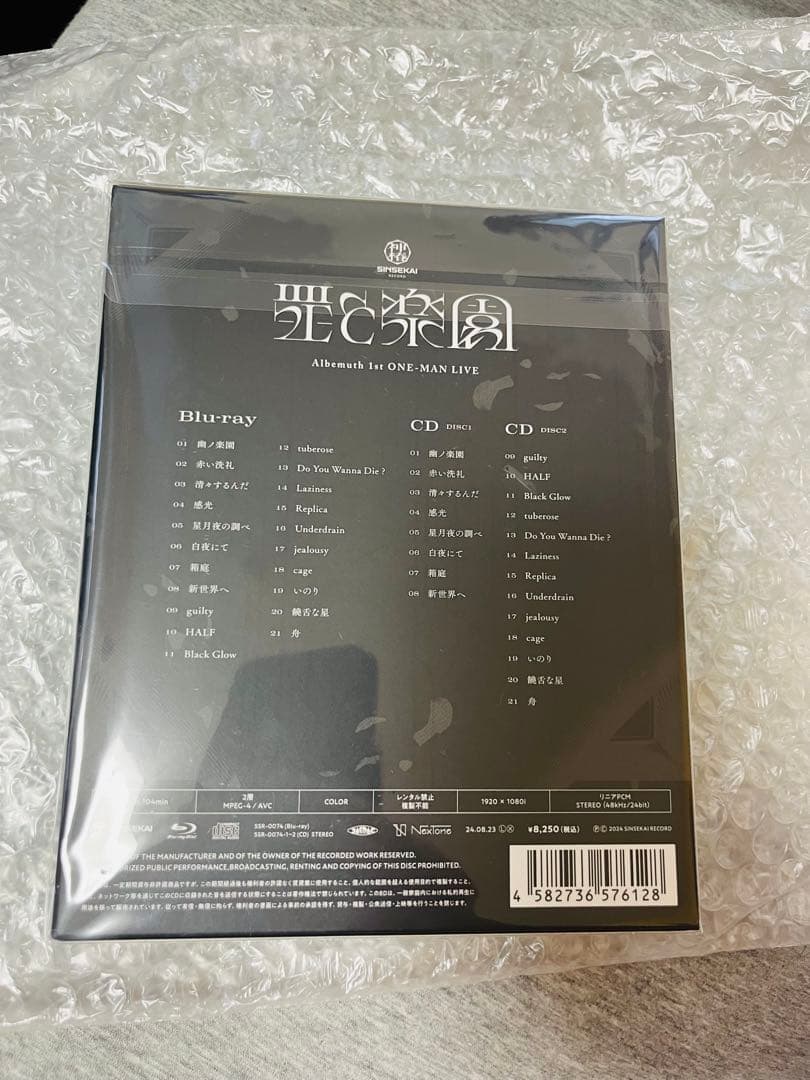 SINSEKAI
RECORD
と楽園
Albemuth 1st ONE-MAN LIVE
Blu-ray
01 幽ノ楽園
02 赤い洗礼
03 清々するんだ
04 感光
05 星月夜の調べ
06 白夜にて
07 箱庭
08 新世界へ
09 guilty
10 HALF
11 Black Glow
12 tuberose
13 Do You Wanna Die ?
14 Laziness
15 Replica
16 Underdrain
17 jealousy
18 cage
19 いのり
20 饒舌な星
21 舟
CD DISC1
01 幽ノ楽園
02 赤い洗礼
03 清々するんだ
04 感光
05 星月夜の調べ
06 白夜にて
07 箱庭
08 新世界へ
CD DISC2
09 guilty
10 HALF
11 Black Glow
12 tuberose
13 Do You Wanna Die ?
14 Laziness
15 Replica
16 Underdrain
17 jealousy
18 cage
19 いのり
20 饒舌な星
21 舟
104min
2層
MPEG-4 / AVC
COLOR
レンタル禁止
複製不能
1920 × 1080i
リニアPCM
STEREO (48kHz/24bit)
SEKAI
Blu-ray Disc
SSR-0074 (Blu-ray)
SSR-0074-1~2 (CD) STEREO
NexTone
24.08.23 Ⓛ Ⓧ
¥8,250(税込)
ⓅⒸ 2024 SINSEKAI RECORD
OF THE MANUFACTURER AND OF THE OWNER OF THE RECORDED WORK RESERVED.
RIZED PUBLIC PERFORMANCE, BROADCASTING, RENTING AND COPYING OF THIS DISC PROHIBITED.
4 582736 576128